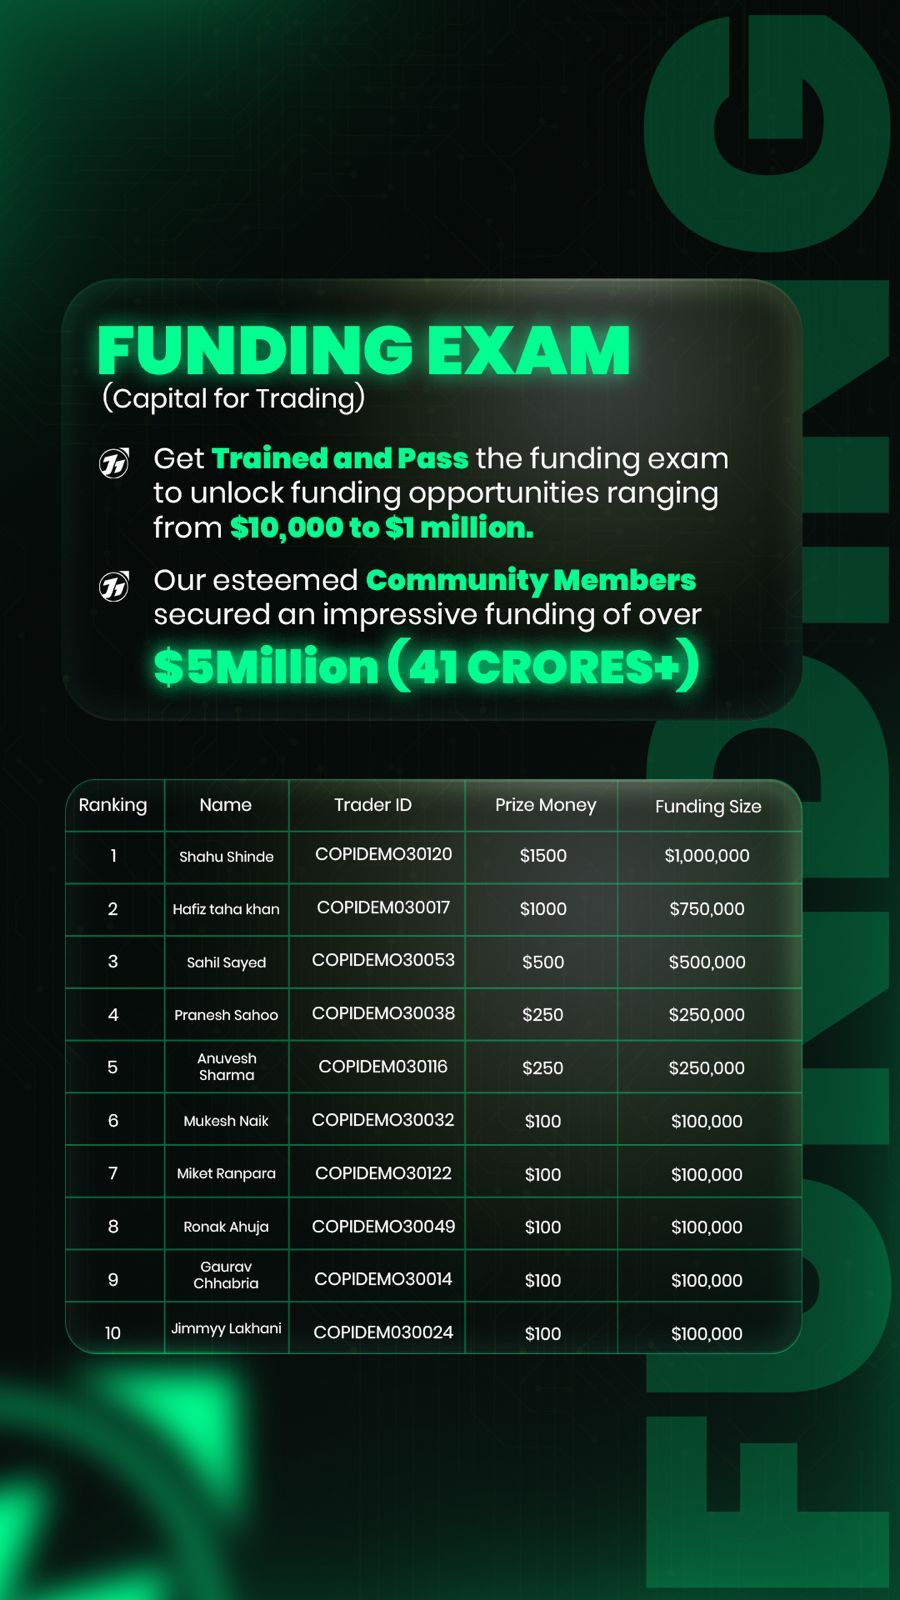 FUNDING
FUNDING EXAM
(Capital for Trading)
Get Trained and Pass the funding exam
to unlock funding opportunities ranging
from $10,000 to $1 million.
Our esteemed Community Members
secured an impressive funding of over
$5Million (41 CRORES+)
Ranking Name Trader ID Prize Money Funding Size
1 Shahu Shinde COPIDEMO30120 $1500 $1,000,000
2 Hafiz taha khan COPIDEM030017 $1000 $750,000
3 Sahil Sayed COPIDEMO30053 $500 $500,000
4 Pranesh Sahoo COPIDEMO30038 $250 $250,000
5 Anuvesh Sharma COPIDEM030116 $250 $250,000
6 Mukesh Naik COPIDEMO30032 $100 $100,000
7 Miket Ranpara COPIDEMO30122 $100 $100,000
8 Ronak Ahuja COPIDEMO30049 $100 $100,000
9 Gaurav Chhabria COPIDEMO30014 $100 $100,000
10 Jimmyy Lakhani COPIDEM030024 $100 $100,000